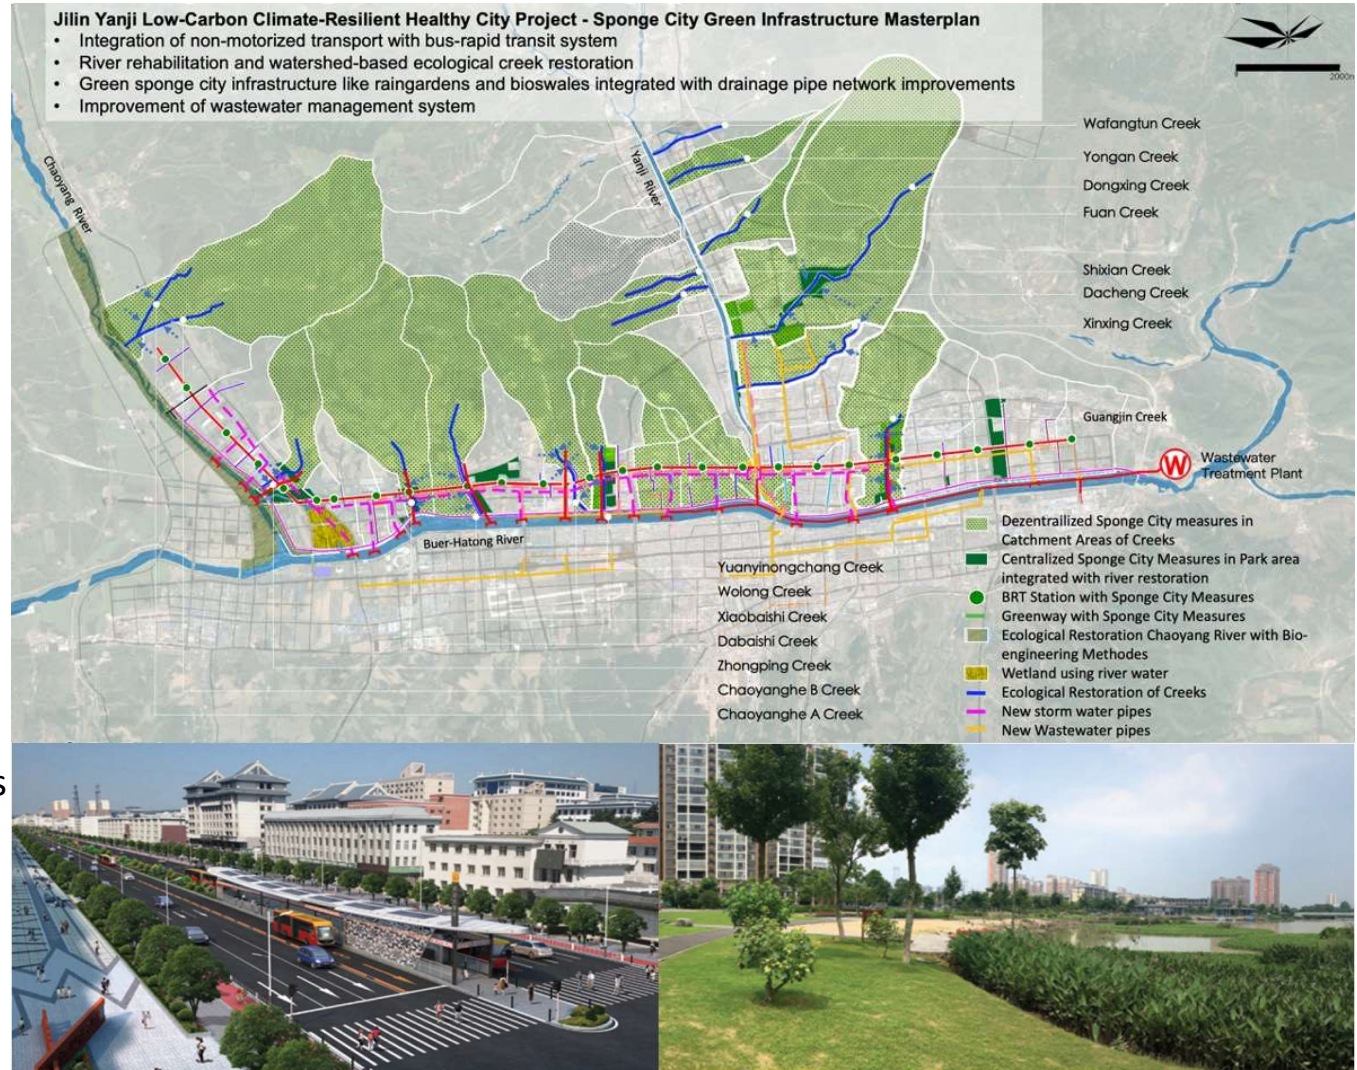 Jilin Yanji Low-Carbon Climate-Resilient Healthy City Project - Sponge City Green Infrastructure Masterplan
• Integration of non-motorized transport with bus-rapid transit system
• River rehabilitation and watershed-based ecological creek restoration
• Green sponge city infrastructure like raingardens and bioswales integrated with drainage pipe network improvements
• Improvement of wastewater management system
2000m
Chaoyang River
Yanji River
Wafangtun Creek
Yongan Creek
Dongxing Creek
Fuan Creek
Shixian Creek
Dacheng Creek
Xinxing Creek
Guangjin Creek
W
Wastewater
Treatment Plant
Buer-Hatong River
Yuanyinongchang Creek
Wolong Creek
Xiaobaishi Creek
Dabaishi Creek
Zhongping Creek
Chaoyanghe B Creek
Chaoyanghe A Creek
Dezentrailized Sponge City measures in
Catchment Areas of Creeks
Centralized Sponge City Measures in Park area
integrated with river restoration
BRT Station with Sponge City Measures
Greenway with Sponge City Measures
Ecological Restoration Chaoyang River with Bio-
engineering Methodes
Wetland using river water
Ecological Restoration of Creeks
New storm water pipes
New Wastewater pipes
s